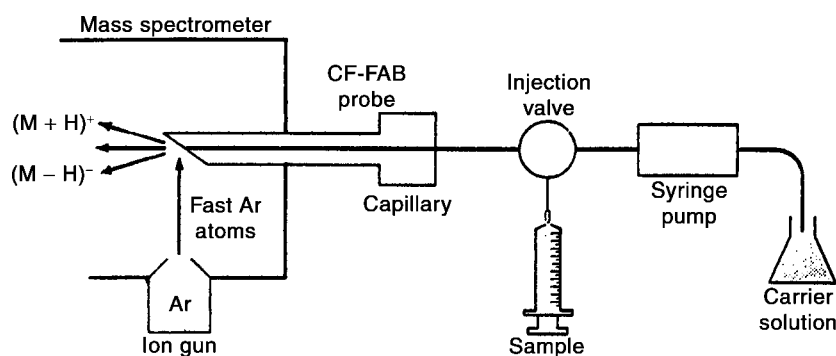 Mass spectrometer
CF-FAB
probe
Injection
valve
(M + H)⁺
(M – H)⁻
Fast Ar
atoms
Capillary
Syringe
pump
Ar
Ion gun
Sample
Carrier
solution